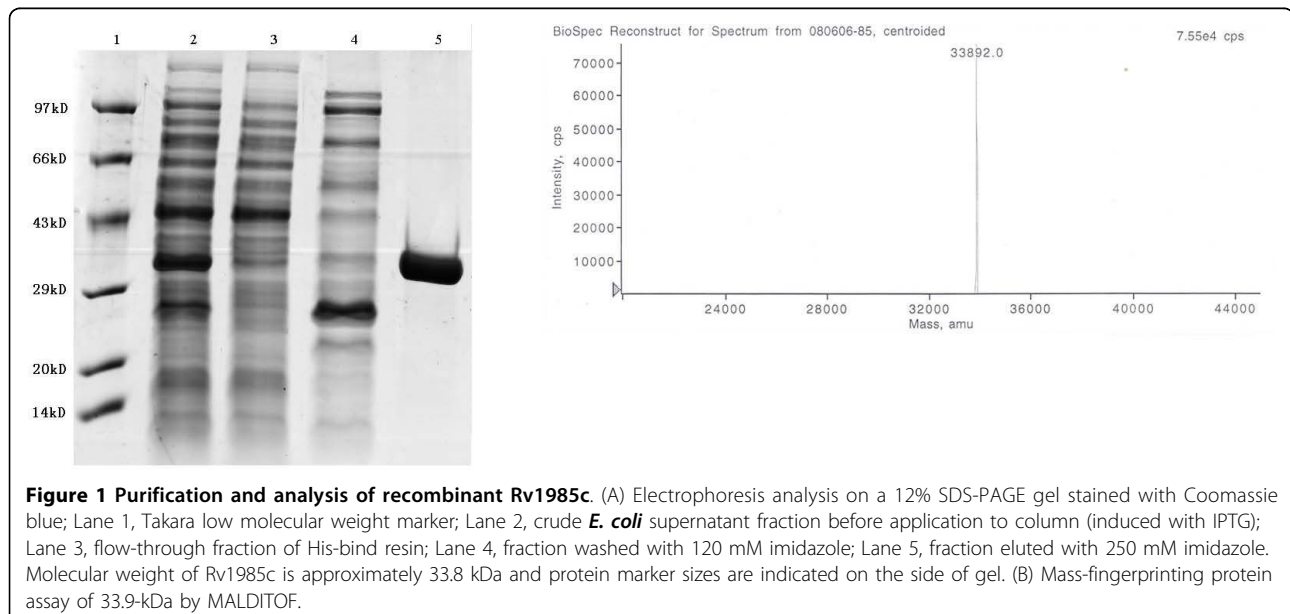 1 2 3 4 5
97kD
66kD
43kD
29kD
20kD
14kD
BioSpec Reconstruct for Spectrum from 080606-85, centroided
7.55e4 cps
33892.0
70000
60000
50000
40000
30000
20000
10000
Intensity, cps
24000 28000 32000 36000 40000 44000
Mass, amu
Figure 1 Purification and analysis of recombinant Rv1985c. (A) Electrophoresis analysis on a 12% SDS-PAGE gel stained with Coomassie
blue; Lane 1, Takara low molecular weight marker; Lane 2, crude E. coli supernatant fraction before application to column (induced with IPTG);
Lane 3, flow-through fraction of His-bind resin; Lane 4, fraction washed with 120 mM imidazole; Lane 5, fraction eluted with 250 mM imidazole.
Molecular weight of Rv1985c is approximately 33.8 kDa and protein marker sizes are indicated on the side of gel. (B) Mass-fingerprinting protein
assay of 33.9-kDa by MALDITOF.